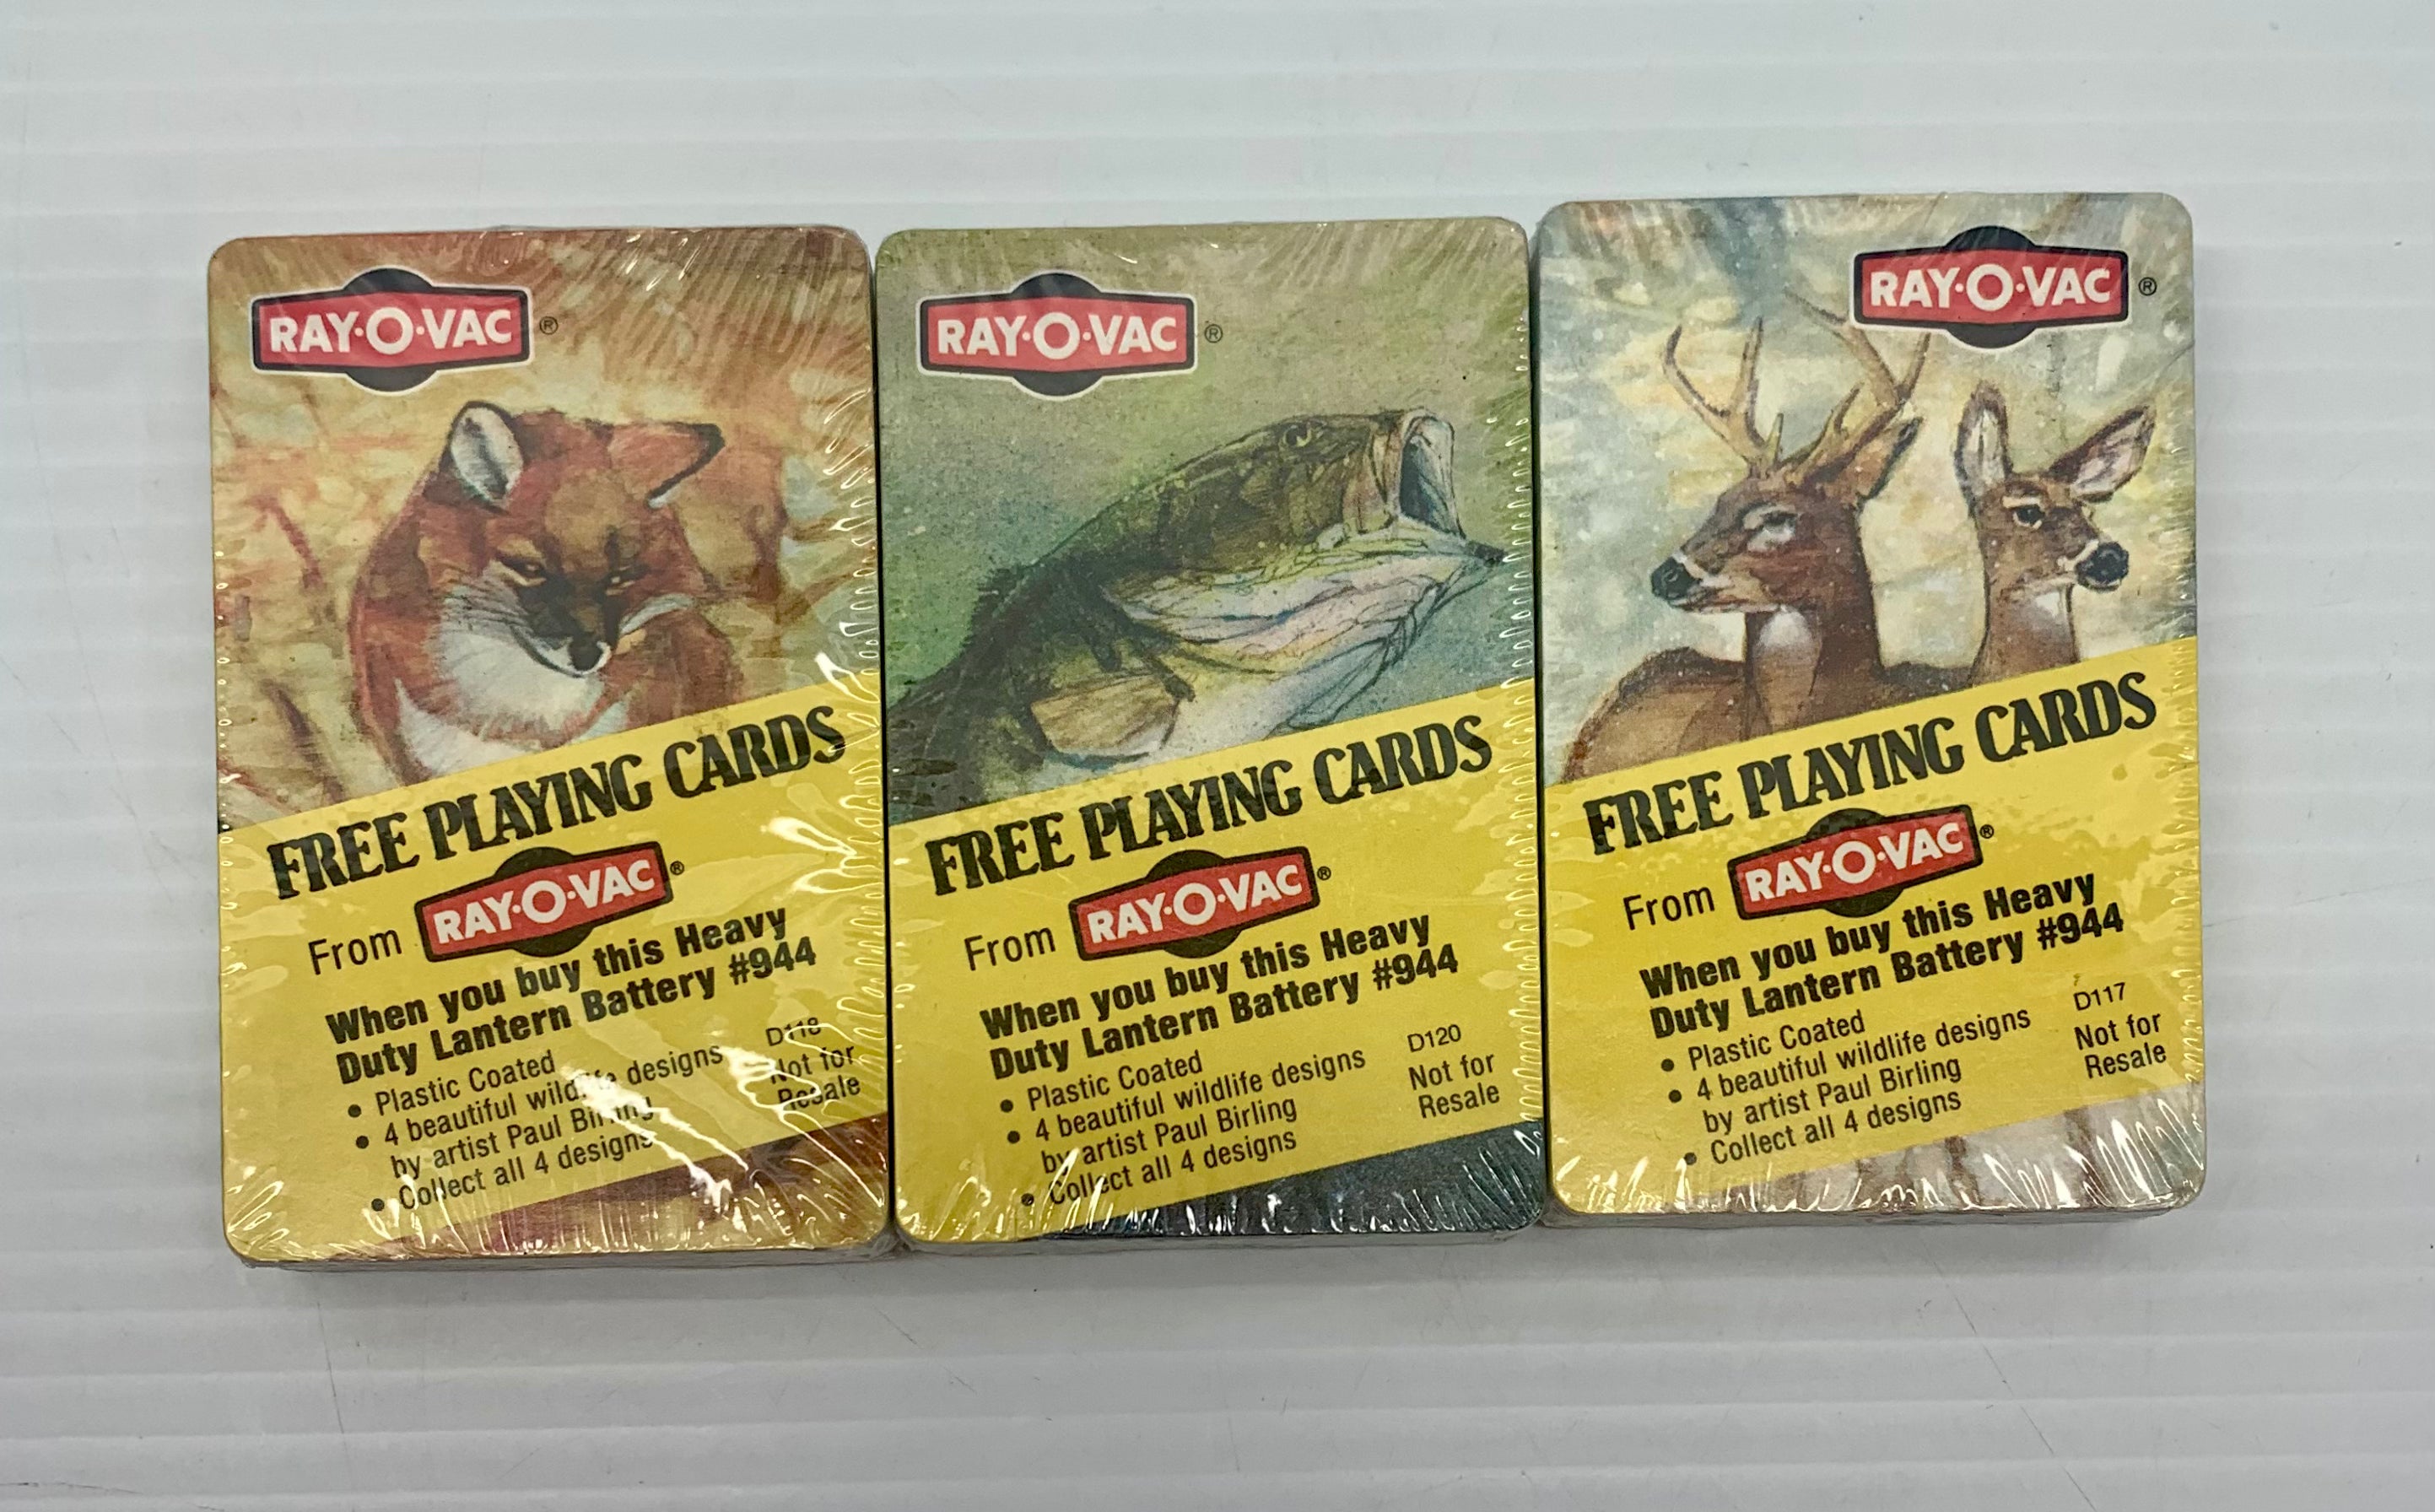 RAY-O-VAC ®
FREE PLAYING CARDS
From RAY-O-VAC ®
When you buy this Heavy
Duty Lantern Battery #944
• Plastic Coated
• 4 beautiful wildlife designs
by artist Paul Birling
• Collect all 4 designs
D118
Not for
Resale
RAY-O-VAC ®
FREE PLAYING CARDS
From RAY-O-VAC ®
When you buy this Heavy
Duty Lantern Battery #944
• Plastic Coated
• 4 beautiful wildlife designs
by artist Paul Birling
• Collect all 4 designs
D120
Not for
Resale
RAY-O-VAC ®
FREE PLAYING CARDS
From RAY-O-VAC ®
When you buy this Heavy
Duty Lantern Battery #944
• Plastic Coated
• 4 beautiful wildlife designs
by artist Paul Birling
• Collect all 4 designs
D117
Not for
Resale